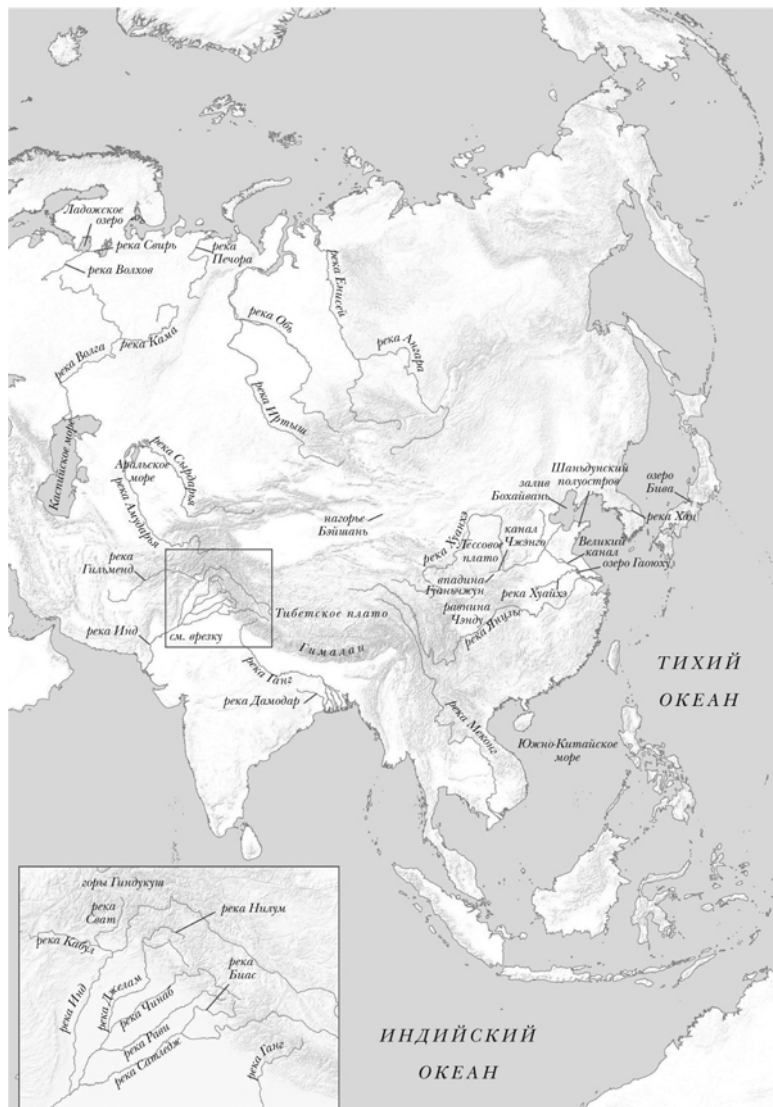 Ладожское
озеро
река Свирь
река Волхов
река
Печора
река Енисей
река Обь
река Ангара
река Волга
река Кама
река Иртыш
Каспийское море
Аральское
море
река Сырдарья
река Амударья
нагорье
Бэйшань
залив
Бохайвань
Шаньдунский
полуостров
озеро
Бива
река Хан
река Хуанхэ
Лёссовое
плато
канал
Чжэнго
Великий
канал
озеро Гаоюху
впадина
Гуаньчжун
река Хуайхэ
равнина
Чэнду
река Янцзы
река
Гильменд
Тибетское плато
Гималаи
река Инд
см. врезку
река Ганг
река Дамодар
река Меконг
Южно-Китайское
море
ТИХИЙ
ОКЕАН
горы Гиндукуш
река
Сват
река Нилум
река Кабул
река
Биас
река Инд
река Джелам
река Чинаб
река Рави
река Сатледж
река Ганг
ИНДИЙСКИЙ
ОКЕАН